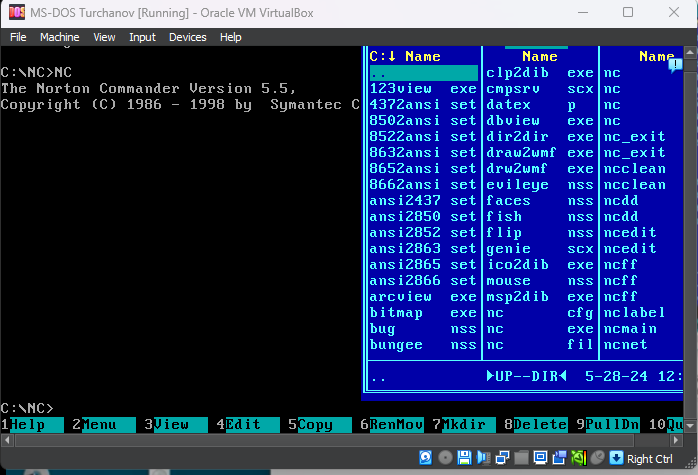 MS-DOS Turchanov [Running] - Oracle VM VirtualBox
File Machine View Input Devices Help
C:\NC>NC
The Norton Commander Version 5.5,
Copyright (C) 1986 - 1998 by Symantec C
C:↓ Name Name Name
.. clp2dib exe nc
123view exe cmpsrv scx nc
4372ansi set datex p nc
8502ansi set dbview exe nc
8522ansi set dir2dir exe nc_exit
8632ansi set draw2wmf exe nc_exit
8652ansi set drw2wmf exe ncclean
8662ansi set evileye nss ncclean
ansi2437 set faces nss ncdd
ansi2850 set fish nss ncdd
ansi2852 set flip nss ncedit
ansi2863 set genie scx ncedit
ansi2865 set ico2dib exe ncff
ansi2866 set mouse nss ncff
arcview exe msp2dib exe ncff
bitmap exe nc cfg nclabel
bug nss nc exe ncmain
bungee nss nc fil ncnet
.. ►UP--DIR◄ 5-28-24 12:
C:\NC>
1Help 2Menu 3View 4Edit 5Copy 6RenMov 7Mkdir 8Delete 9PullDn 10Qu
Right Ctrl